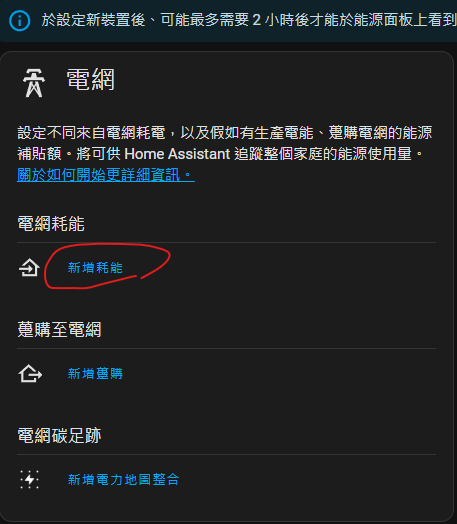 於設定新裝置後、可能最多需要 2 小時後才能於能源面板上看到
電網
設定不同來自電網耗電，以及假如有生產電能、躉購電網的能源
補貼額。將可供 Home Assistant 追蹤整個家庭的能源使用量。
關於如何開始更詳細資訊。
電網耗能
新增耗能
躉購至電網
新增躉購
電網碳足跡
新增電力地圖整合